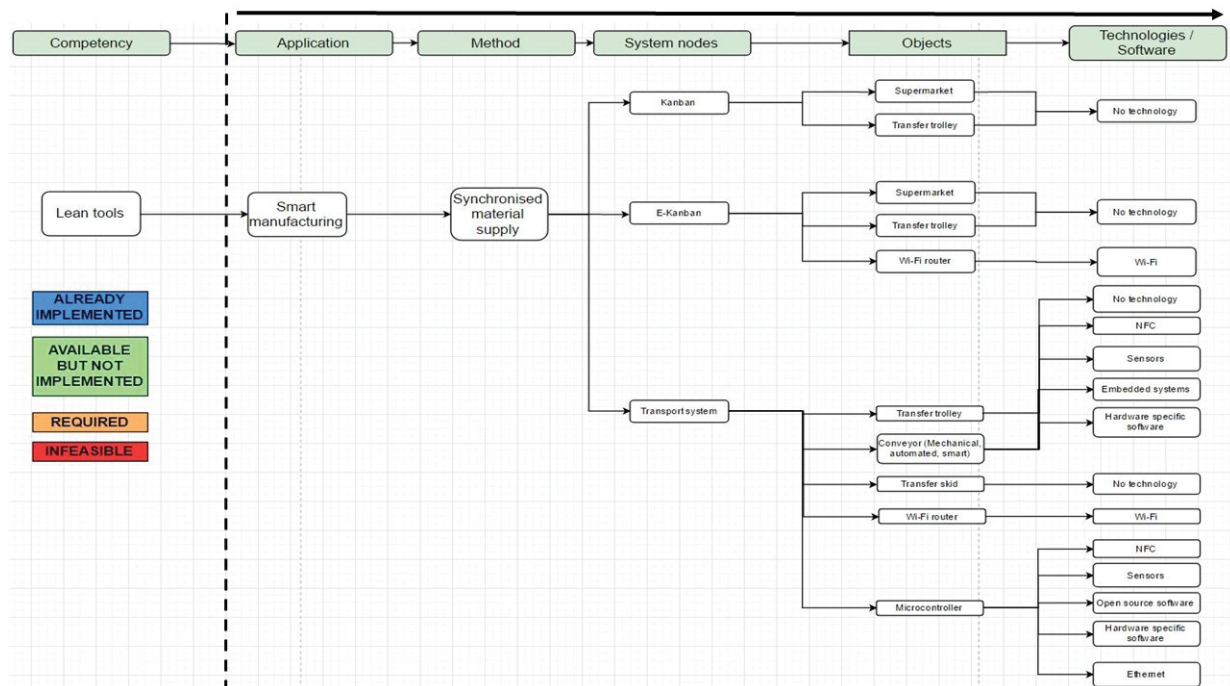 Competency
Application
Method
System nodes
Objects
Technologies /
Software
Kanban
Supermarket
Transfer trolley
No technology
Lean tools
Smart
manufacturing
Synchronised
material
supply
E-Kanban
Supermarket
Transfer trolley
Wi-Fi router
No technology
Wi-Fi
ALREADY
IMPLEMENTED
AVAILABLE
BUT NOT
IMPLEMENTED
REQUIRED
INFEASIBLE
Transport system
Transfer trolley
Conveyor (Mechanical,
automated, smart)
Transfer skid
Wi-Fi router
Microcontroller
No technology
NFC
Sensors
Embedded systems
Hardware specific
software
No technology
Wi-Fi
NFC
Sensors
Open source software
Hardware specific
software
Ethernet